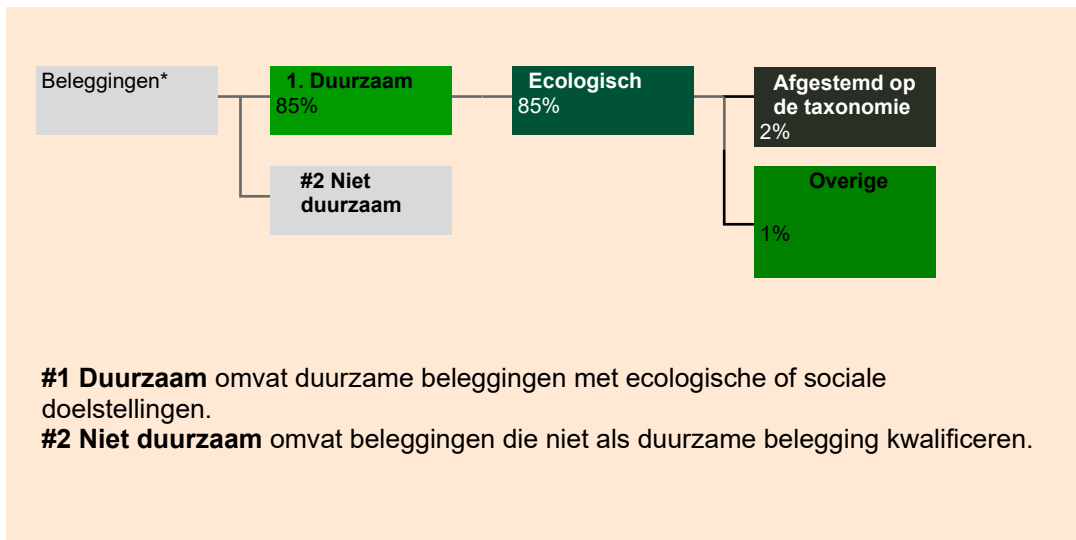 Beleggingen*
1. Duurzaam
85%
Ecologisch
85%
Afgestemd op
de taxonomie
2%
#2 Niet
duurzaam
Overige
1%
#1 Duurzaam omvat duurzame beleggingen met ecologische of sociale
doelstellingen.
#2 Niet duurzaam omvat beleggingen die niet als duurzame belegging kwalificeren.